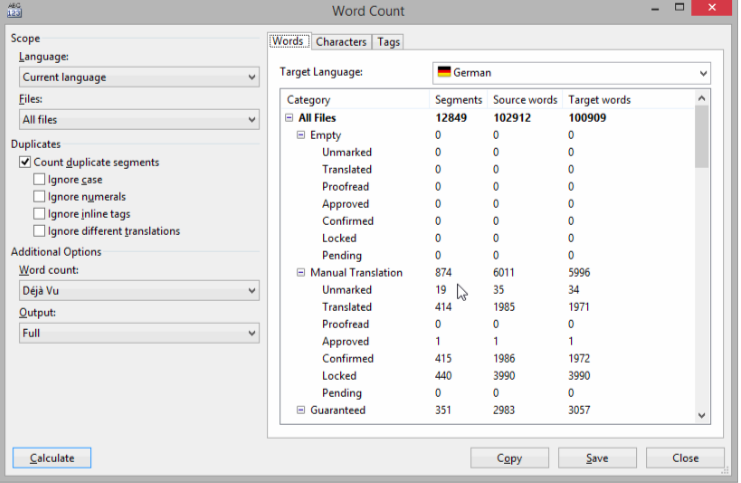 ABC
123
Word Count
Scope
Language:
Current language
Files:
All files
Duplicates
Count duplicate segments
Ignore case
Ignore numerals
Ignore inline tags
Ignore different translations
Additional Options
Word count:
Déjà Vu
Output:
Full
Calculate
Words Characters Tags
Target Language: German
Category Segments Source words Target words
All Files 12849 102912 100909
Empty 0 0 0
Unmarked 0 0 0
Translated 0 0 0
Proofread 0 0 0
Approved 0 0 0
Confirmed 0 0 0
Locked 0 0 0
Pending 0 0 0
Manual Translation 874 6011 5996
Unmarked 19 35 34
Translated 414 1985 1971
Proofread 0 0 0
Approved 1 1 1
Confirmed 415 1986 1972
Locked 440 3990 3990
Pending 0 0 0
Guaranteed 351 2983 3057
Copy Save Close